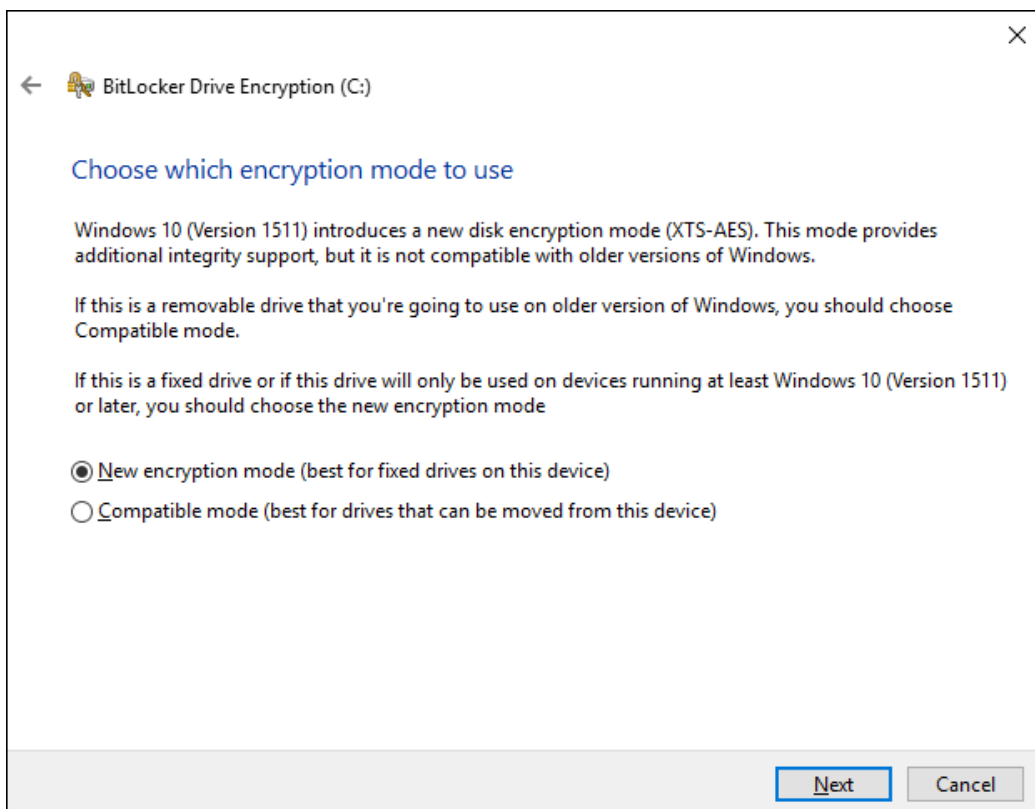 BitLocker Drive Encryption (C:)
Choose which encryption mode to use
Windows 10 (Version 1511) introduces a new disk encryption mode (XTS-AES). This mode provides
additional integrity support, but it is not compatible with older versions of Windows.
If this is a removable drive that you're going to use on older version of Windows, you should choose
Compatible mode.
If this is a fixed drive or if this drive will only be used on devices running at least Windows 10 (Version 1511)
or later, you should choose the new encryption mode
New encryption mode (best for fixed drives on this device)
Compatible mode (best for drives that can be moved from this device)
Next Cancel